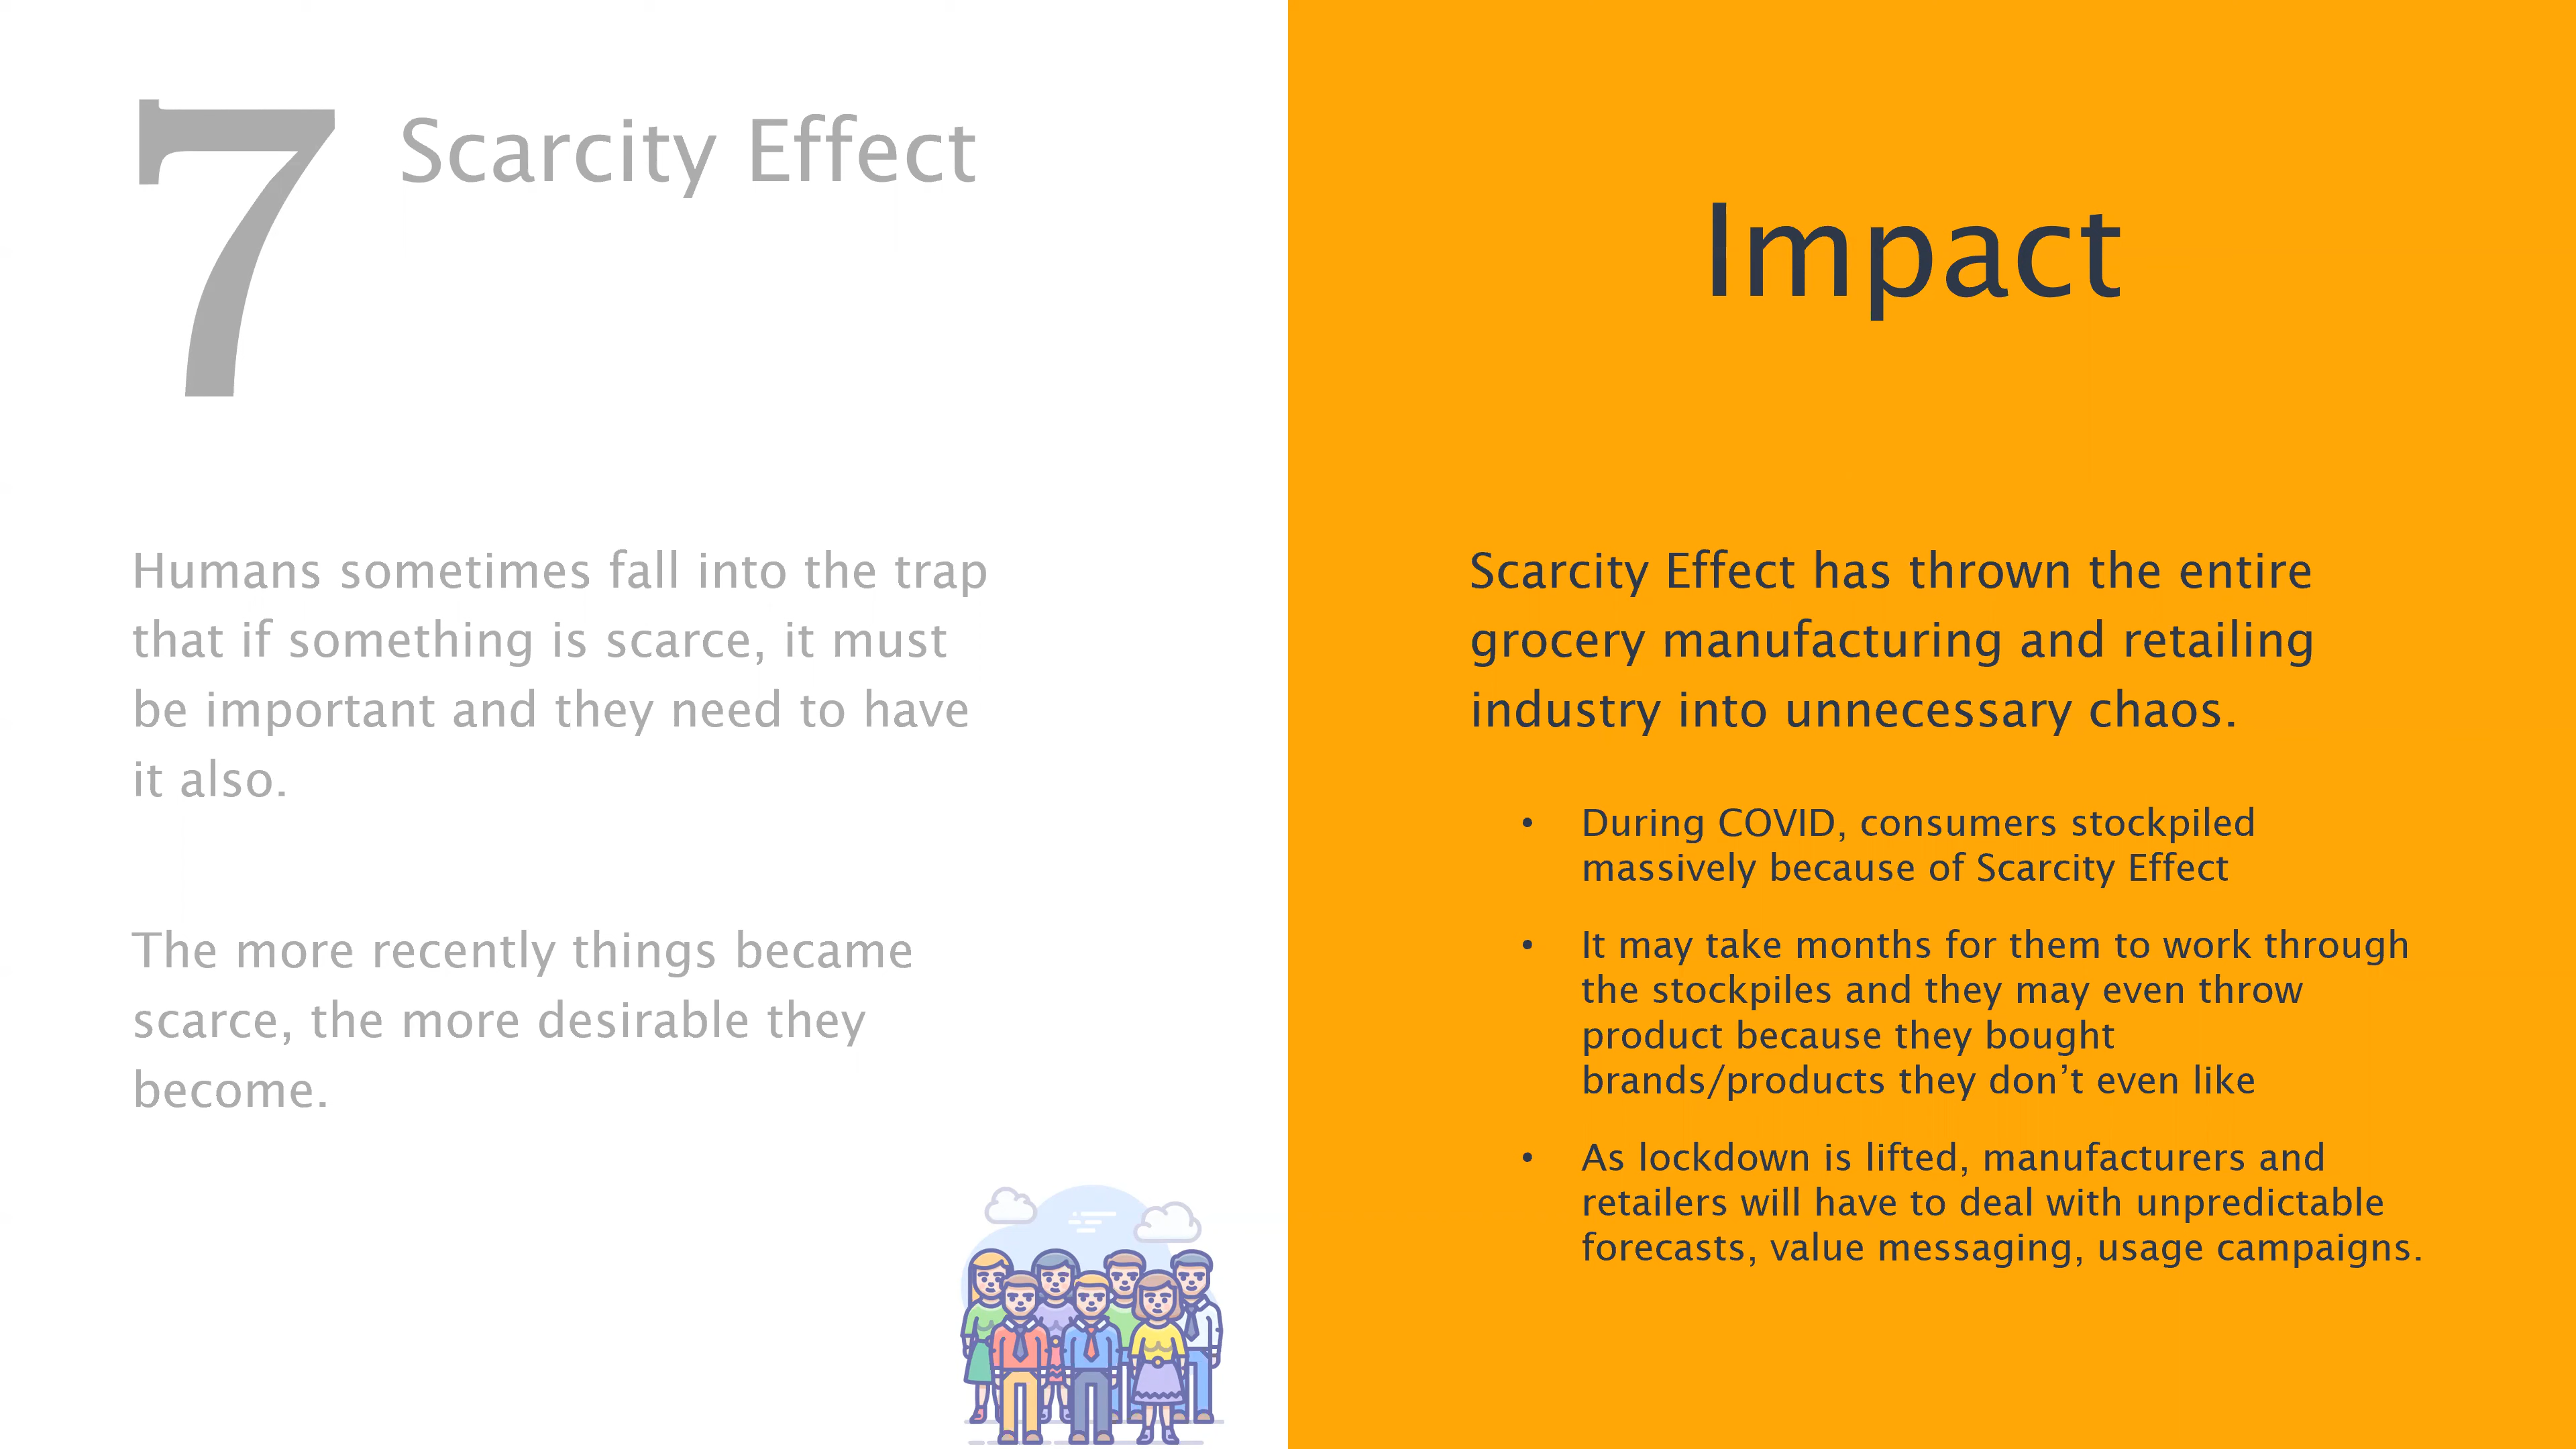 7
Scarcity Effect
Humans sometimes fall into the trap
that if something is scarce, it must
be important and they need to have
it also.
The more recently things became
scarce, the more desirable they
become.
Impact
Scarcity Effect has thrown the entire
grocery manufacturing and retailing
industry into unnecessary chaos.
• During COVID, consumers stockpiled
massively because of Scarcity Effect
• It may take months for them to work through
the stockpiles and they may even throw
product because they bought
brands/products they don’t even like
• As lockdown is lifted, manufacturers and
retailers will have to deal with unpredictable
forecasts, value messaging, usage campaigns.